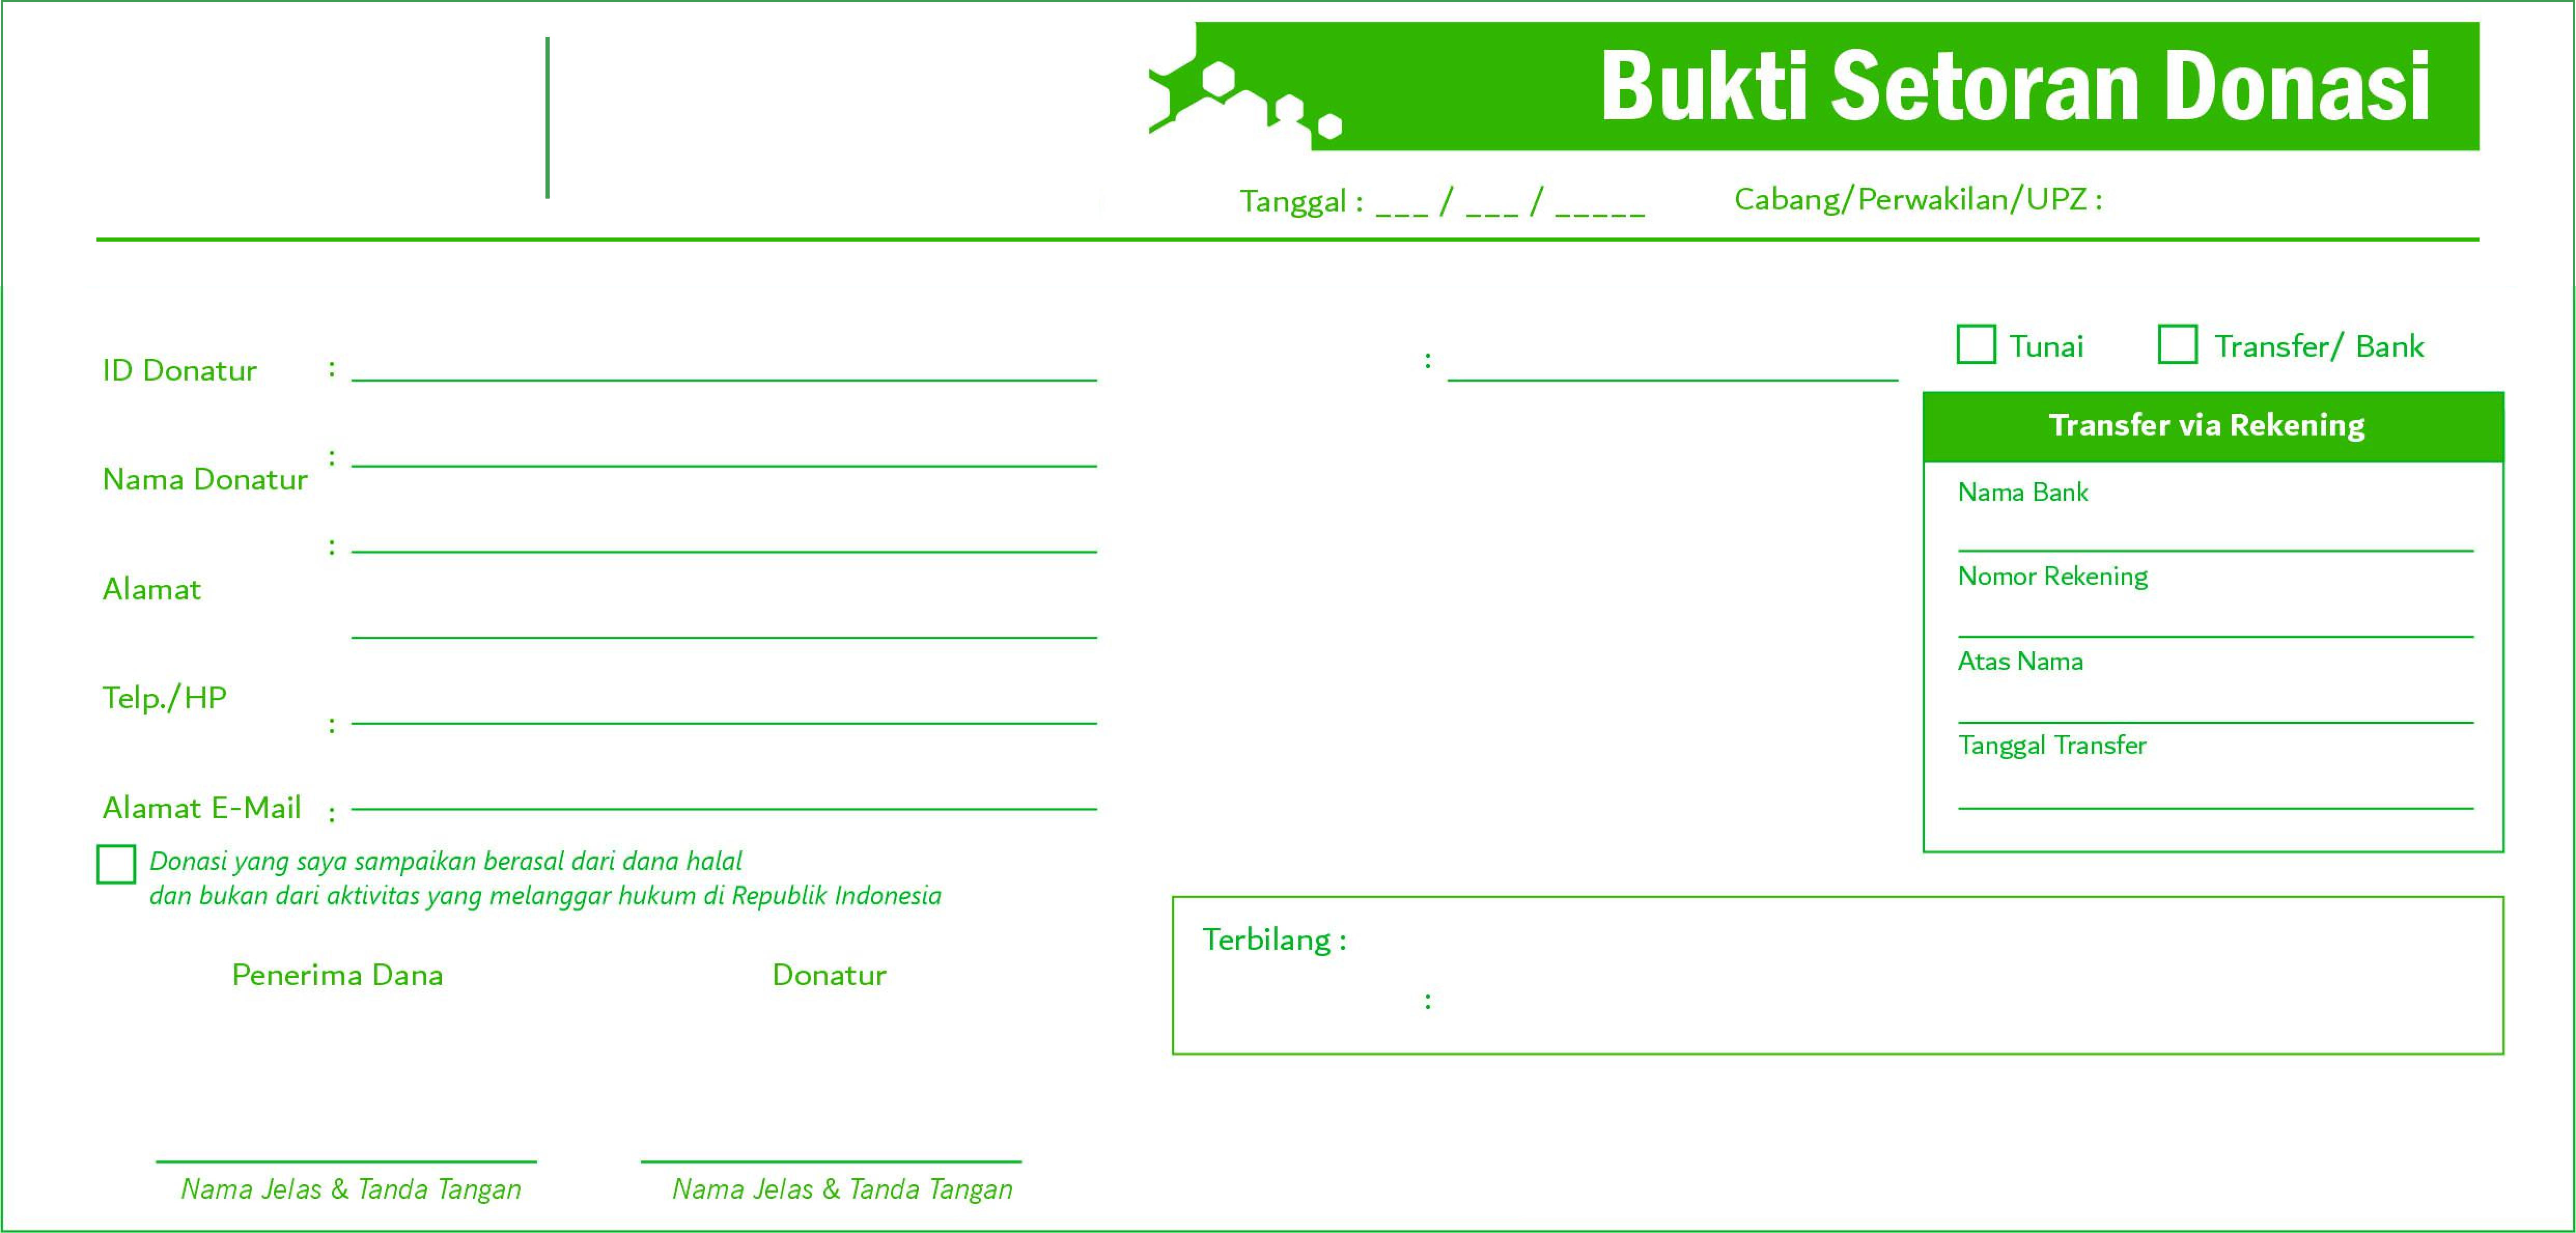 Bukti Setoran Donasi
Tanggal : ___ / ___ / _____ Cabang/Perwakilan/UPZ :
ID Donatur :
Nama Donatur :
:
Alamat
Telp./HP
:
Alamat E-Mail :
Donasi yang saya sampaikan berasal dari dana halal
dan bukan dari aktivitas yang melanggar hukum di Republik Indonesia
Penerima Dana Donatur
Nama Jelas & Tanda Tangan Nama Jelas & Tanda Tangan
:
Tunai Transfer/ Bank
Transfer via Rekening
Nama Bank
Nomor Rekening
Atas Nama
Tanggal Transfer
Terbilang :
: